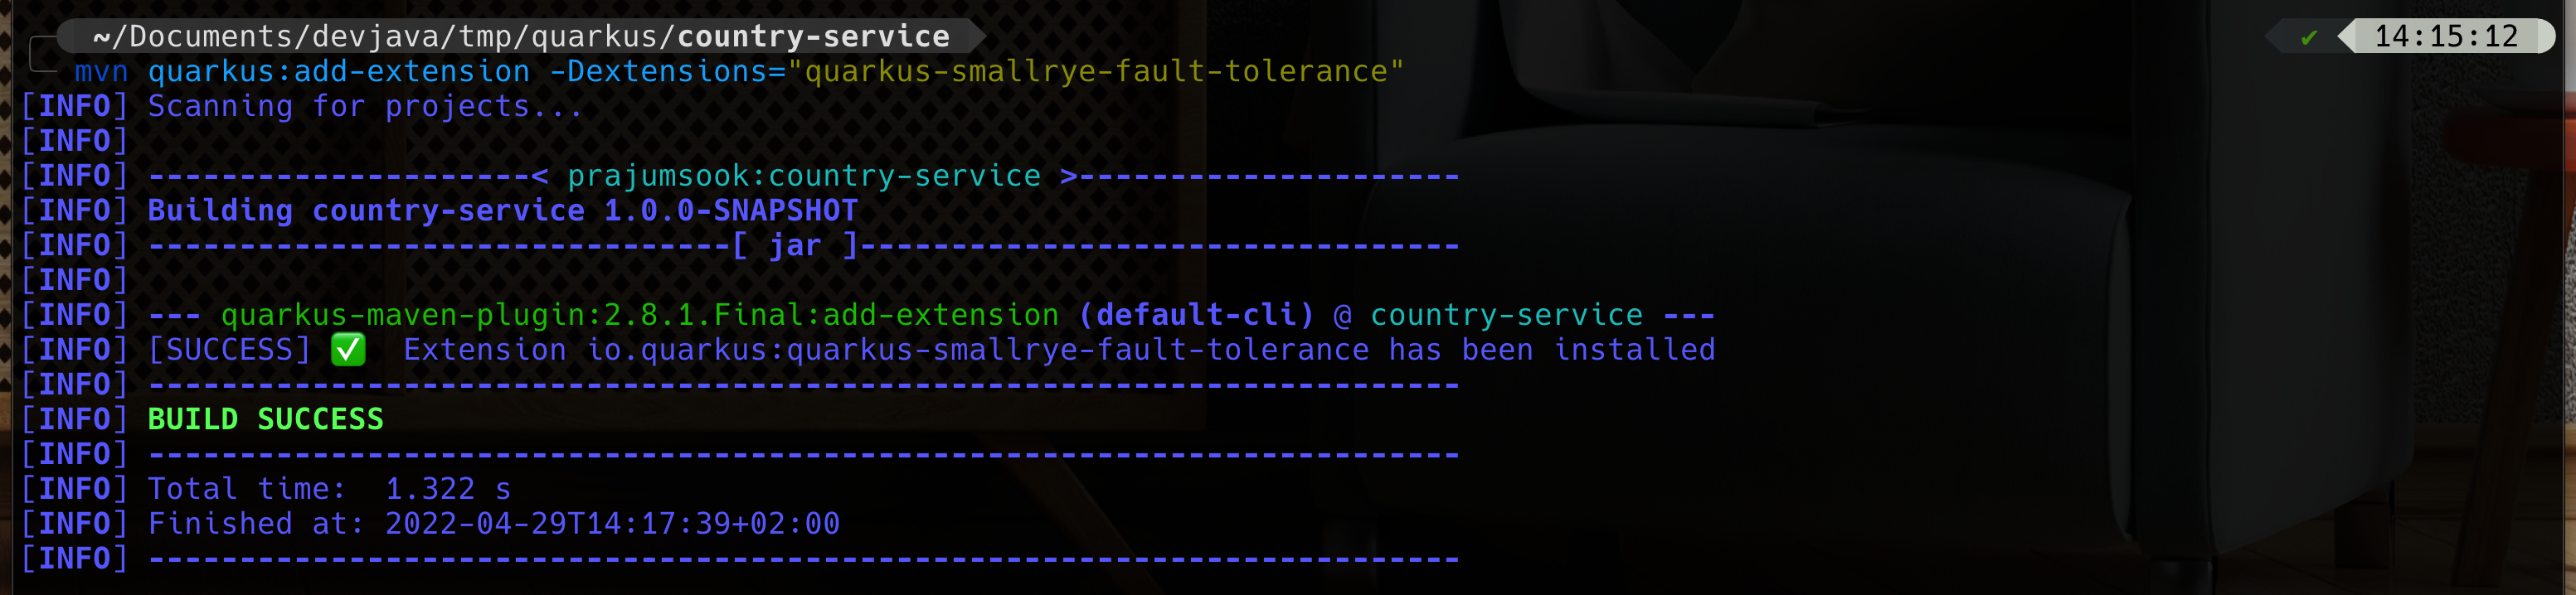 ~/Documents/devjava/tmp/quarkus/country-service ✔ 14:15:12
mvn quarkus:add-extension -Dextensions="quarkus-smallrye-fault-tolerance"
[INFO] Scanning for projects...
[INFO]
[INFO] ---------------------< prajumsook:country-service >---------------------
[INFO] Building country-service 1.0.0-SNAPSHOT
[INFO] --------------------------------[ jar ]---------------------------------
[INFO]
[INFO] --- quarkus-maven-plugin:2.8.1.Final:add-extension (default-cli) @ country-service ---
[INFO] [SUCCESS] ✅ Extension io.quarkus:quarkus-smallrye-fault-tolerance has been installed
[INFO] ------------------------------------------------------------------------
[INFO] BUILD SUCCESS
[INFO] ------------------------------------------------------------------------
[INFO] Total time:  1.322 s
[INFO] Finished at: 2022-04-29T14:17:39+02:00
[INFO] ------------------------------------------------------------------------